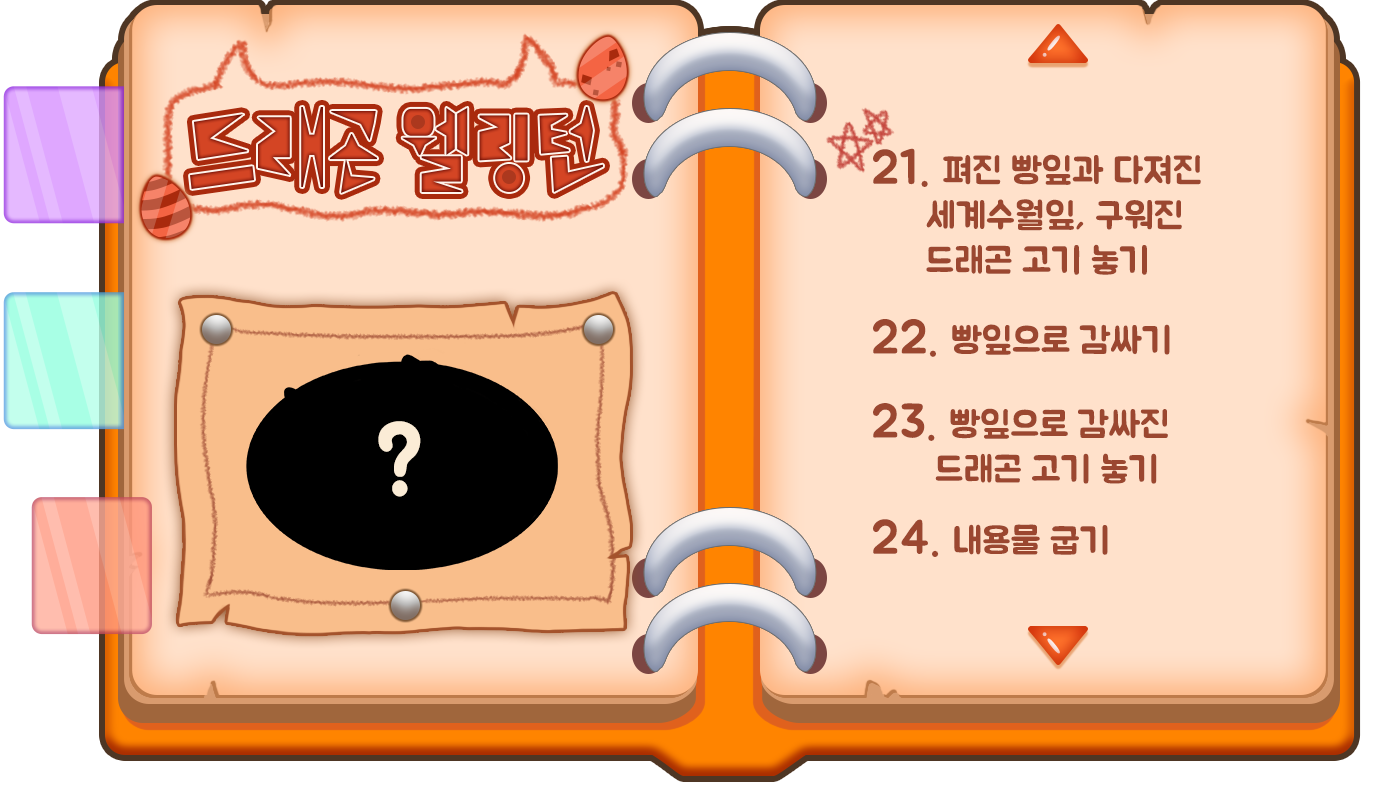 드래곤 웰링턴
?
21. 펴진 빵잎과 다져진
세계수월잎, 구워진
드래곤 고기 놓기
22. 빵잎으로 감싸기
23. 빵잎으로 감싸진
드래곤 고기 놓기
24. 내용물 굽기